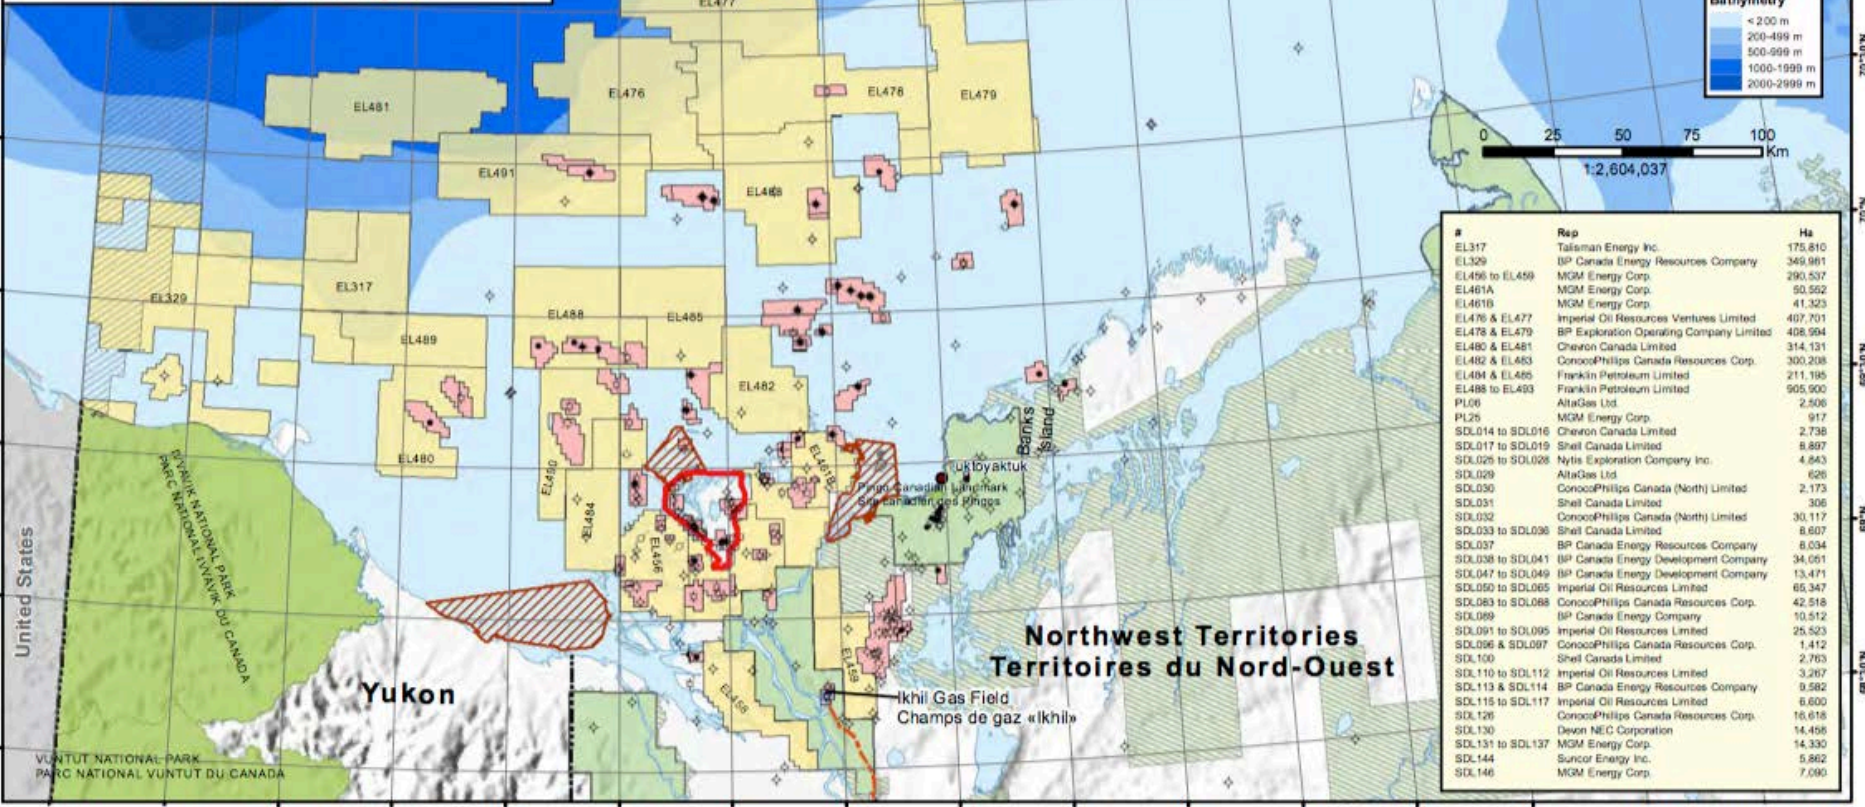 EL477
Bathymetry
< 200 m
200-499 m
500-999 m
1000-1999 m
2000-2999 m
EL481
EL476
EL478
EL479
0 25 50 75 100
Km
1:2,604,037
EL491
EL329
EL317
EL488
EL485
EL489
EL482
EL480
EL490
EL484
EL461B
EL456
EL459
EL458
Banks
Island
Tuktoyaktuk
Pingo Canadian Landmark
Site canadien des Pingos
United States
IVVAVIK NATIONAL PARK
PARC NATIONAL IVVAVIK DU CANADA
Yukon
VUNTUT NATIONAL PARK
PARC NATIONAL VUNTUT DU CANADA
Northwest Territories
Territoires du Nord-Ouest
Ikhil Gas Field
Champs de gaz «Ikhil»
# Rep Ha
EL317 Talisman Energy Inc. 175,810
EL329 BP Canada Energy Resources Company 349,981
EL456 to EL459 MGM Energy Corp. 290,537
EL461A MGM Energy Corp. 50,552
EL461B MGM Energy Corp. 41,323
EL476 & EL477 Imperial Oil Resources Ventures Limited 407,701
EL478 & EL479 BP Exploration Operating Company Limited 408,994
EL480 & EL481 Chevron Canada Limited 314,131
EL482 & EL483 ConocoPhillips Canada Resources Corp. 300,208
EL484 & EL485 Franklin Petroleum Limited 211,195
EL488 to EL493 Franklin Petroleum Limited 905,900
PL06 AltaGas Ltd. 2,506
PL25 MGM Energy Corp. 917
SDL014 to SDL016 Chevron Canada Limited 2,738
SDL017 to SDL019 Shell Canada Limited 8,897
SDL025 to SDL028 Nytis Exploration Company Inc. 4,843
SDL029 AltaGas Ltd. 626
SDL030 ConocoPhillips Canada (North) Limited 2,173
SDL031 Shell Canada Limited 306
SDL032 ConocoPhillips Canada (North) Limited 30,117
SDL033 to SDL036 Shell Canada Limited 8,607
SDL037 BP Canada Energy Resources Company 8,034
SDL038 to SDL041 BP Canada Energy Development Company 34,051
SDL047 to SDL049 BP Canada Energy Development Company 13,471
SDL050 to SDL065 Imperial Oil Resources Limited 65,347
SDL083 to SDL088 ConocoPhillips Canada Resources Corp. 42,518
SDL089 BP Canada Energy Company 10,512
SDL091 to SDL095 Imperial Oil Resources Limited 25,523
SDL096 & SDL097 ConocoPhillips Canada Resources Corp. 1,412
SDL100 Shell Canada Limited 2,763
SDL110 to SDL112 Imperial Oil Resources Limited 3,267
SDL113 & SDL114 BP Canada Energy Resources Company 9,582
SDL115 to SDL117 Imperial Oil Resources Limited 6,600
SDL126 ConocoPhillips Canada Resources Corp. 16,618
SDL130 Devon NEC Corporation 14,458
SDL131 to SDL137 MGM Energy Corp. 14,330
SDL144 Suncor Energy Inc. 5,862
SDL146 MGM Energy Corp. 7,090